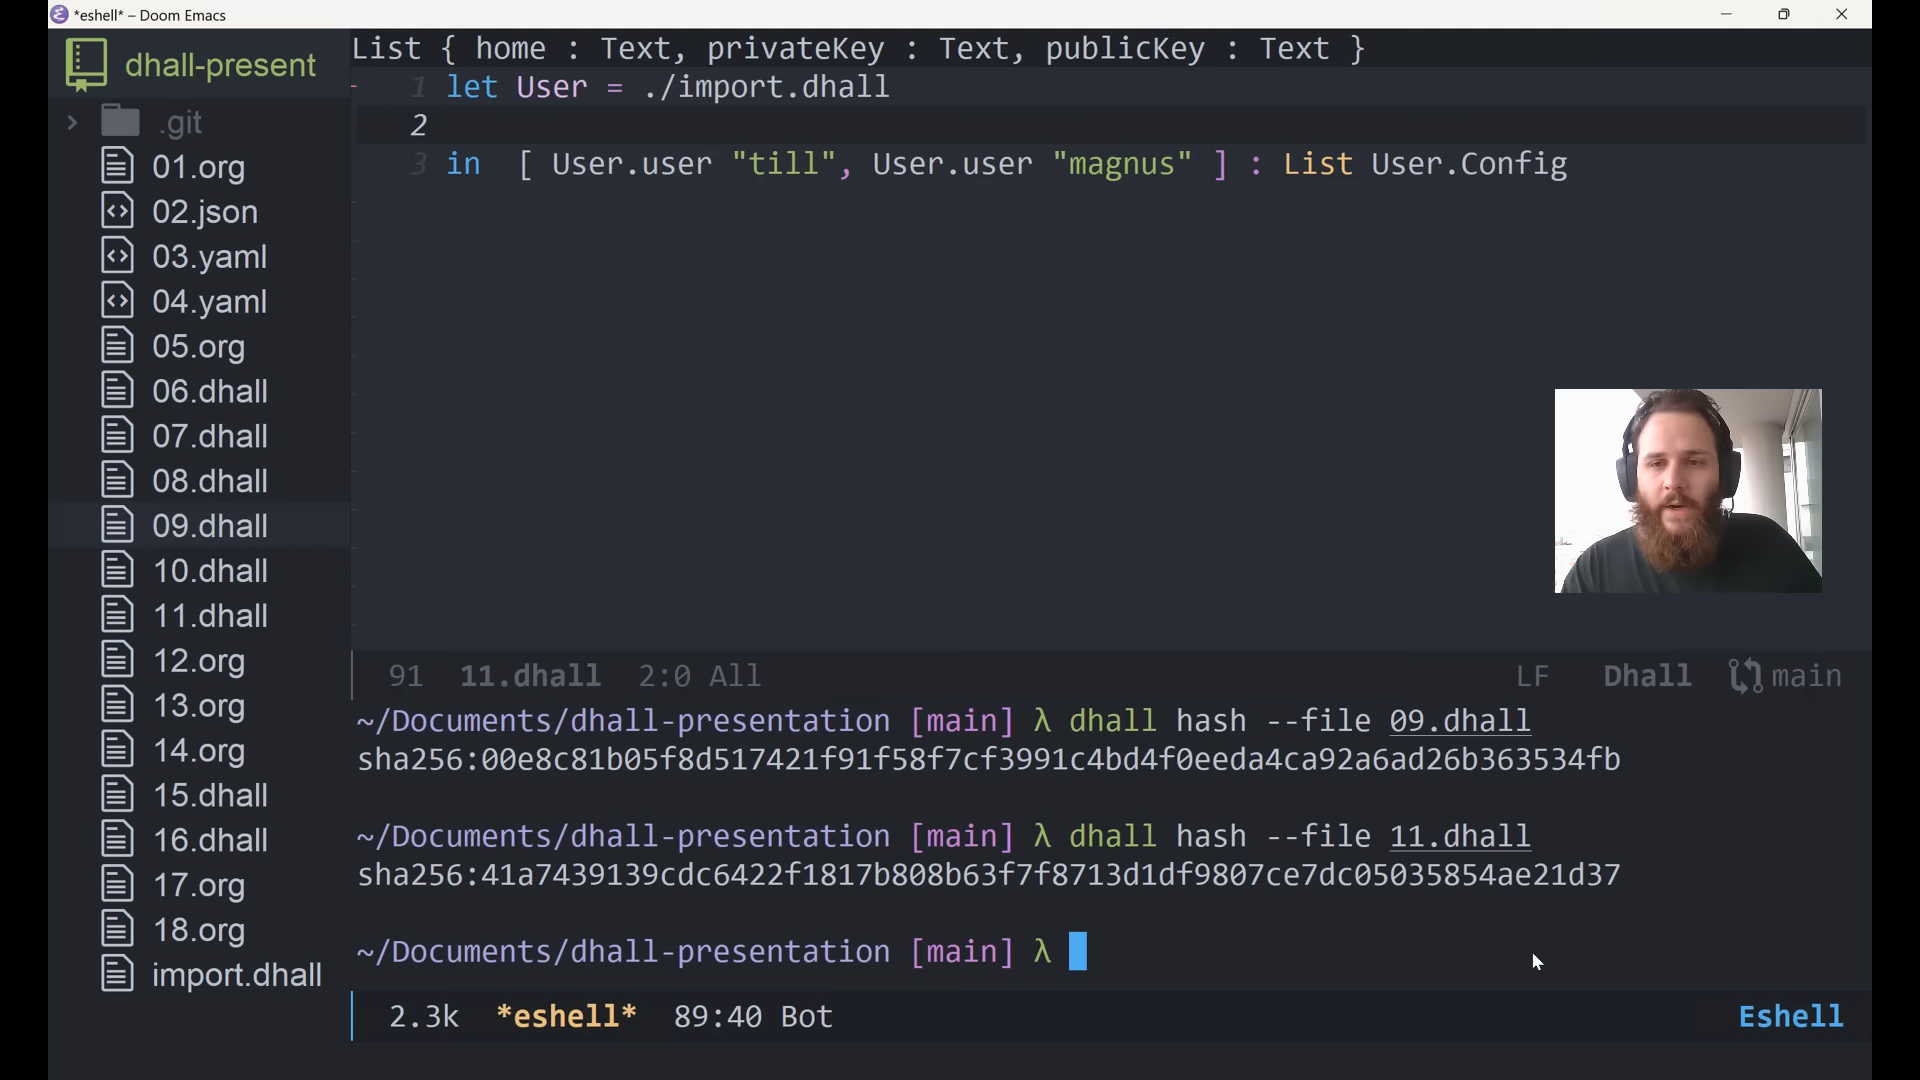 *eshell* – Doom Emacs
dhall-present
.git
01.org
02.json
03.yaml
04.yaml
05.org
06.dhall
07.dhall
08.dhall
09.dhall
10.dhall
11.dhall
12.org
13.org
14.org
15.dhall
16.dhall
17.org
18.org
import.dhall
List { home : Text, privateKey : Text, publicKey : Text }
1 let User = ./import.dhall
2
3 in [ User.user "till", User.user "magnus" ] : List User.Config
91 11.dhall 2:0 All LF Dhall main
~/Documents/dhall-presentation [main] λ dhall hash --file 09.dhall
sha256:00e8c81b05f8d517421f91f58f7cf3991c4bd4f0eeda4ca92a6ad26b363534fb
~/Documents/dhall-presentation [main] λ dhall hash --file 11.dhall
sha256:41a7439139cdc6422f1817b808b63f7f8713d1df9807ce7dc05035854ae21d37
~/Documents/dhall-presentation [main] λ
2.3k *eshell* 89:40 Bot Eshell